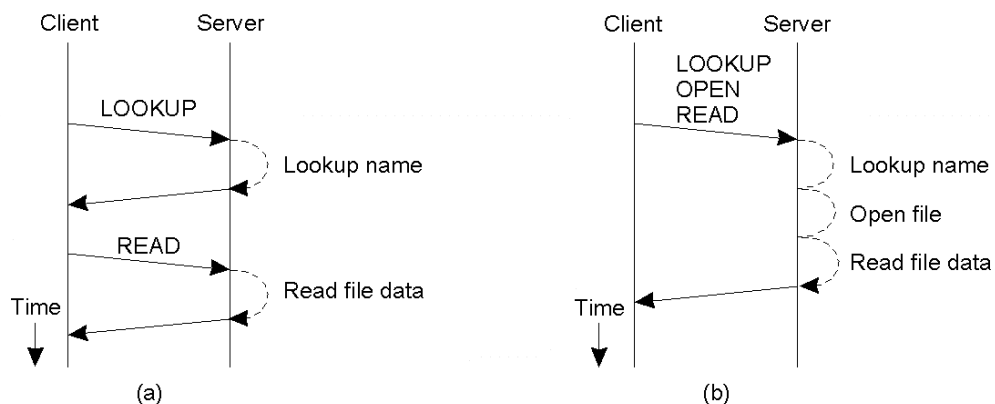 Client
Server
LOOKUP
Lookup name
READ
Read file data
Time
(a)
Client
Server
LOOKUP
OPEN
READ
Lookup name
Open file
Read file data
Time
(b)